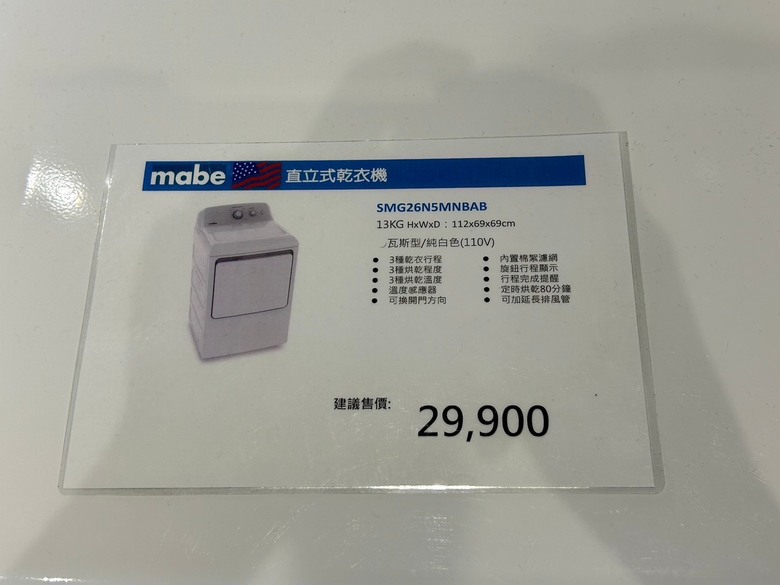 mabe 直立式乾衣機
SMG26N5MNBAB
13KG HxWxD：112x69x69cm
瓦斯型/純白色(110V)
• 3種乾衣行程
• 3種烘乾程度
• 3種烘乾溫度
• 溫度感應器
• 可換開門方向
• 內置棉絮濾網
• 旋鈕行程顯示
• 行程完成提醒
• 定時烘乾80分鐘
• 可加延長排風管
建議售價: 29,900